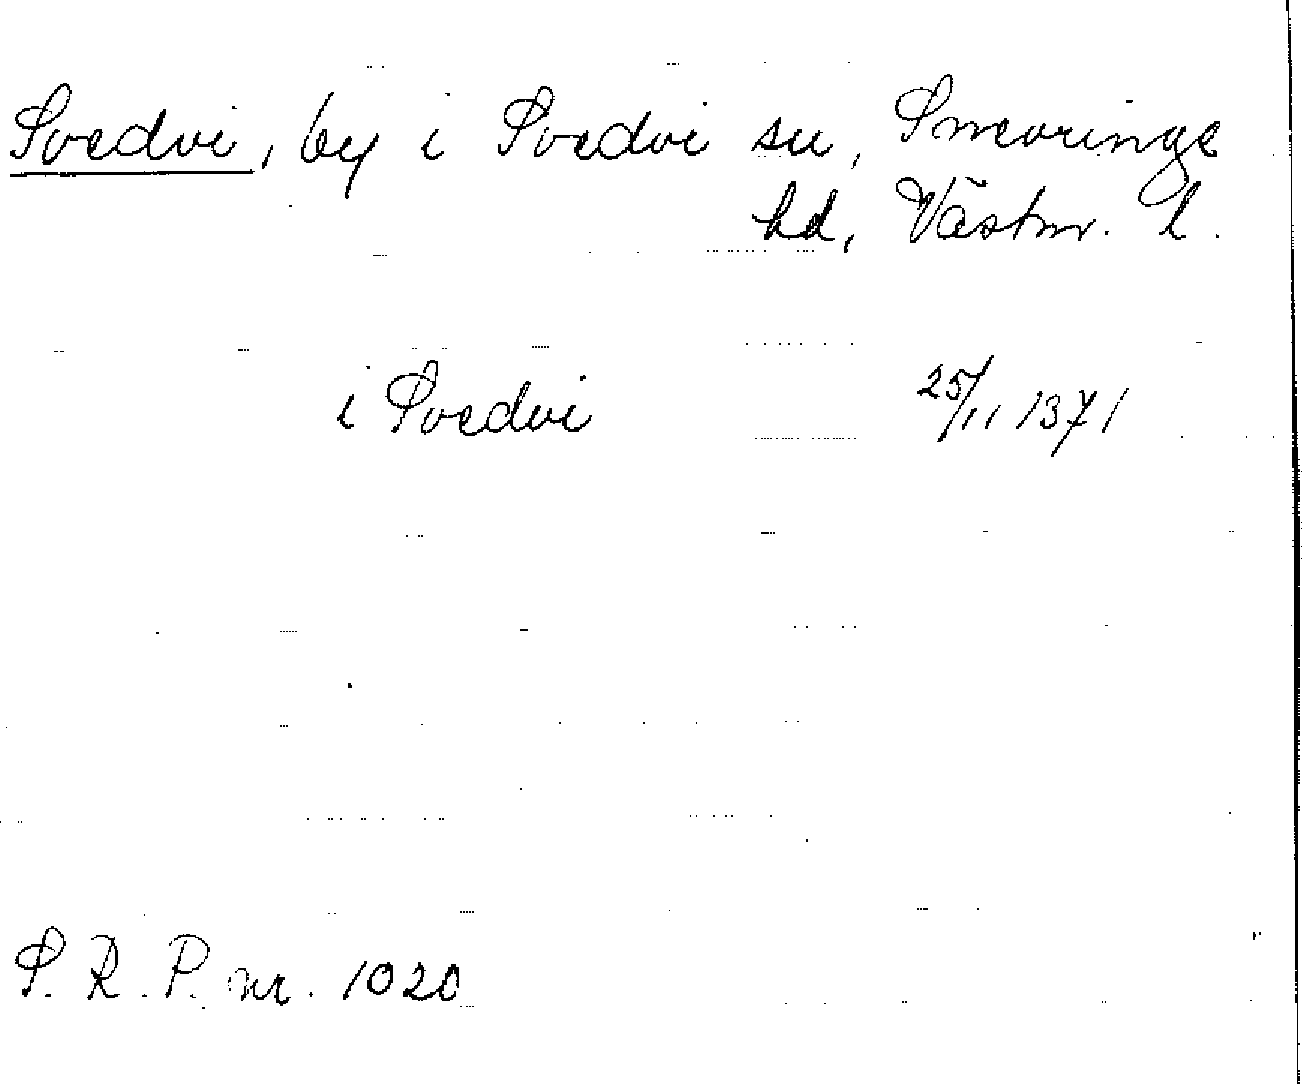 Svedvi, by i Svedvi sn, Snevringe
hd, Västm. l.
i Svedvi 25/11 1371
S. R. P. nr. 1020